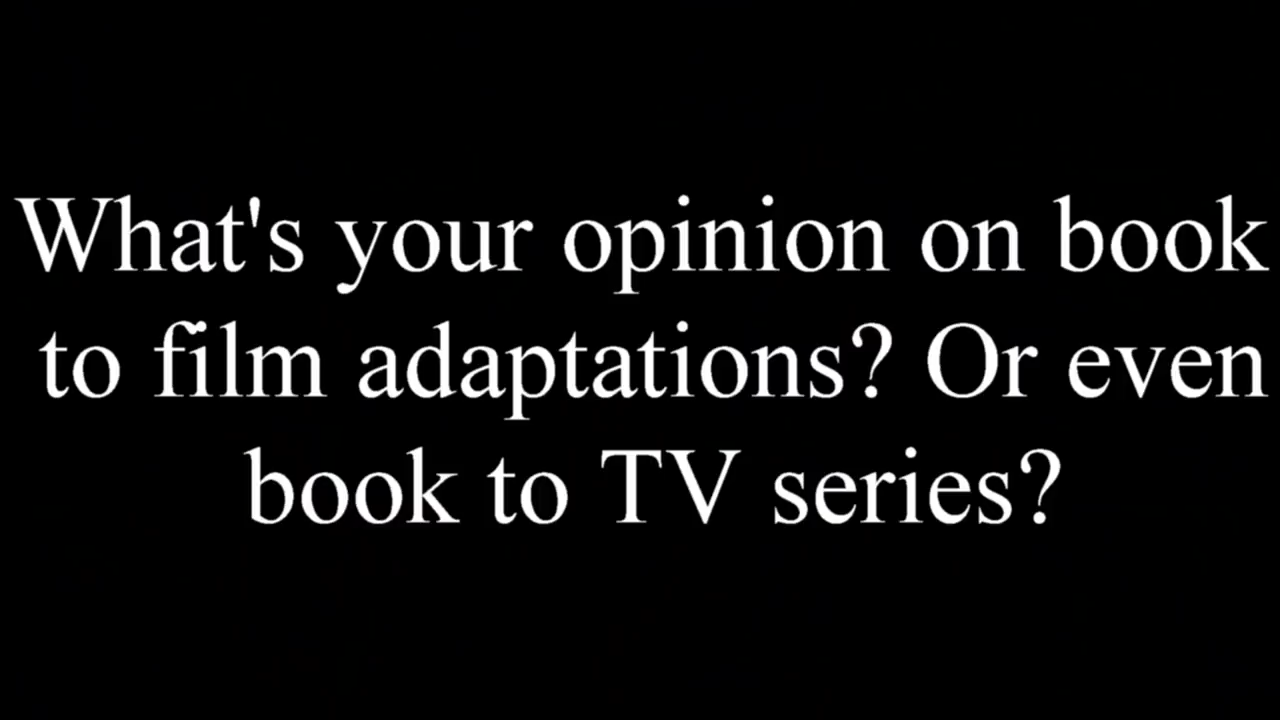 What's your opinion on book
to film adaptations? Or even
book to TV series?